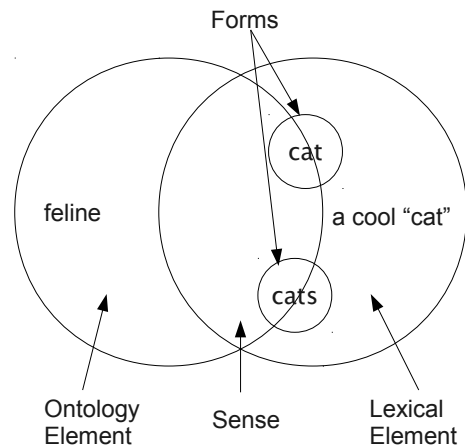 Forms
cat
feline
a cool “cat”
cats
Ontology
Element
Sense
Lexical
Element